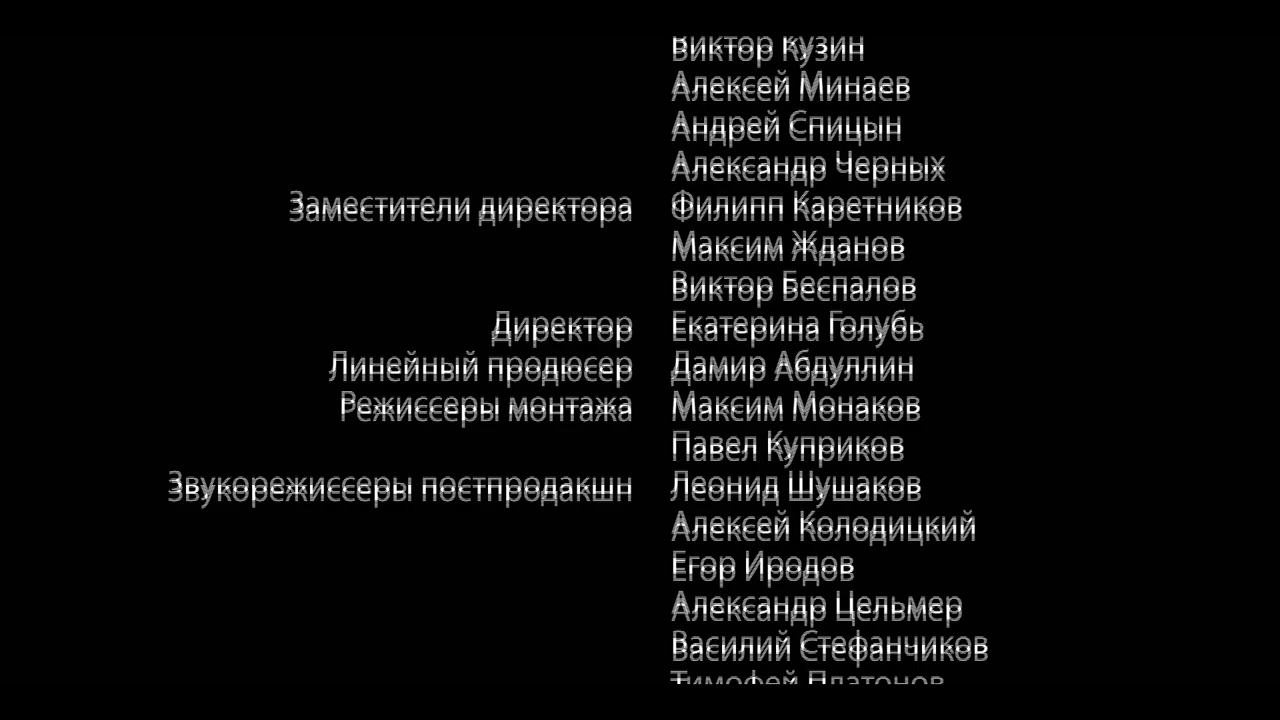 Виктор Кузин
Алексей Минаев
Андрей Спицын
Александр Черных
Заместители директора Филипп Каретников
Максим Жданов
Виктор Беспалов
Директор Екатерина Голубь
Линейный продюсер Дамир Абдуллин
Режиссеры монтажа Максим Монаков
Павел Куприков
Звукорежиссеры постпродакшн Леонид Шушаков
Алексей Колодицкий
Егор Иродов
Александр Цельмер
Василий Стефанчиков
Тимофей Платонов